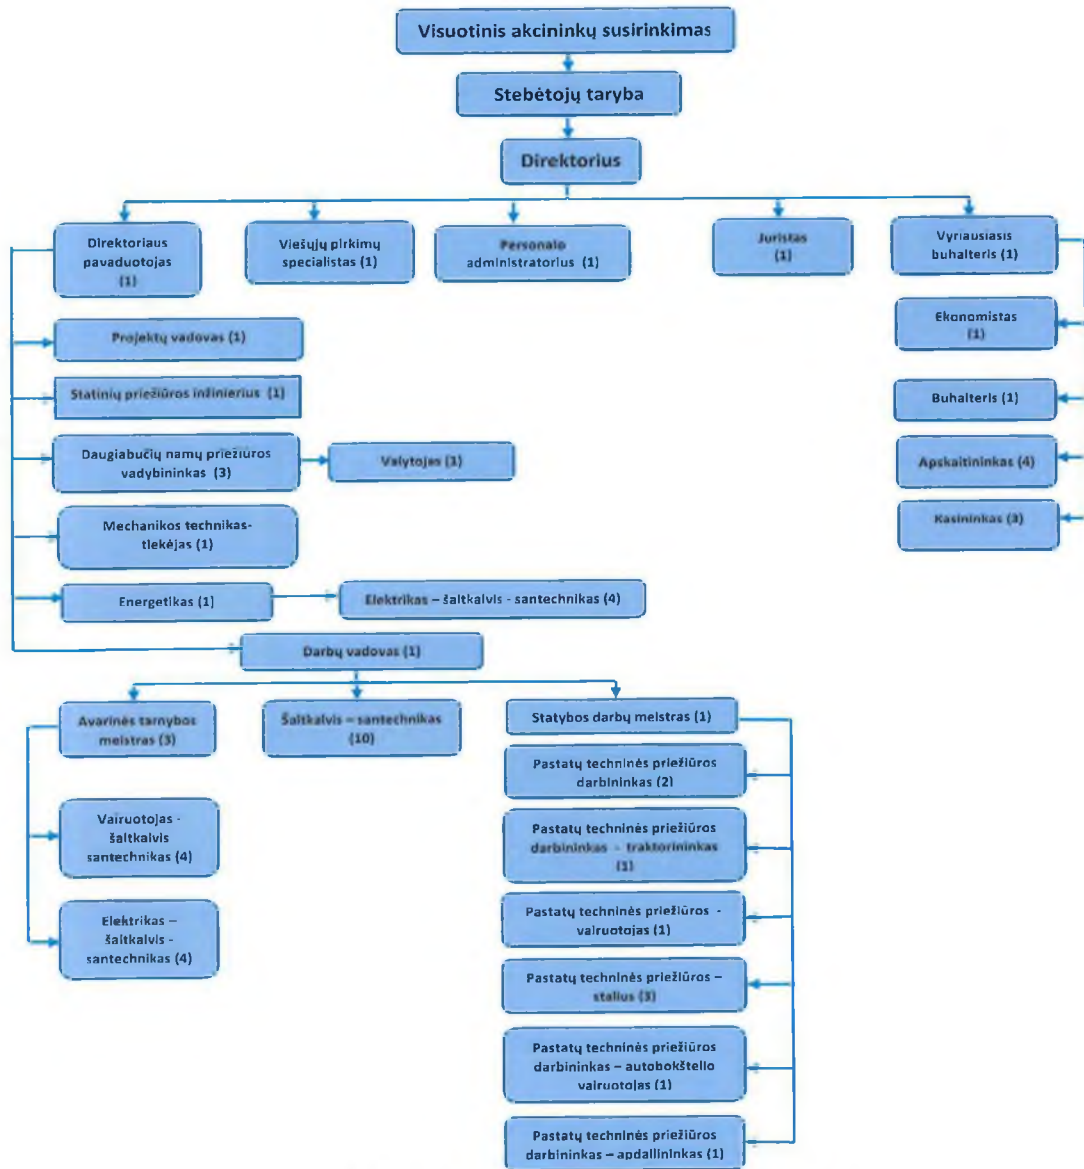 Visuotinis akcininkų susirinkimas
Stebėtojų taryba
Direktorius
Direktoriaus
pavaduotojas
(1)
Viešųjų pirkimų
specialistas (1)
Personalo
administratorius (1)
Juristas
(1)
Vyriausiasis
buhalteris (1)
Projektų vadovas (1)
Ekonomistas
(1)
Statinių priežiūros inžinierius (1)
Buhalteris (1)
Daugiabučių namų priežiūros
vadybininkas (3)
Valytojas (3)
Apskaitininkas (4)
Mechanikos technikas-
tiekėjas (1)
Kasininkas (3)
Energetikas (1)
Elektrikas – šaltkalvis - santechnikas (4)
Darbų vadovas (1)
Avarinės tarnybos
meistras (3)
Šaltkalvis – santechnikas
(10)
Statybos darbų meistras (1)
Vairuotojas -
šaltkalvis
santechnikas (4)
Elektrikas –
šaltkalvis -
santechnikas (4)
Pastatų techninės priežiūros
darbininkas (2)
Pastatų techninės priežiūros
darbininkas - traktorininkas
(1)
Pastatų techninės priežiūros -
vairuotojas (1)
Pastatų techninės priežiūros –
stalius (3)
Pastatų techninės priežiūros
darbininkas – autobokštelio
vairuotojas (1)
Pastatų techninės priežiūros
darbininkas – apdailininkas (1)